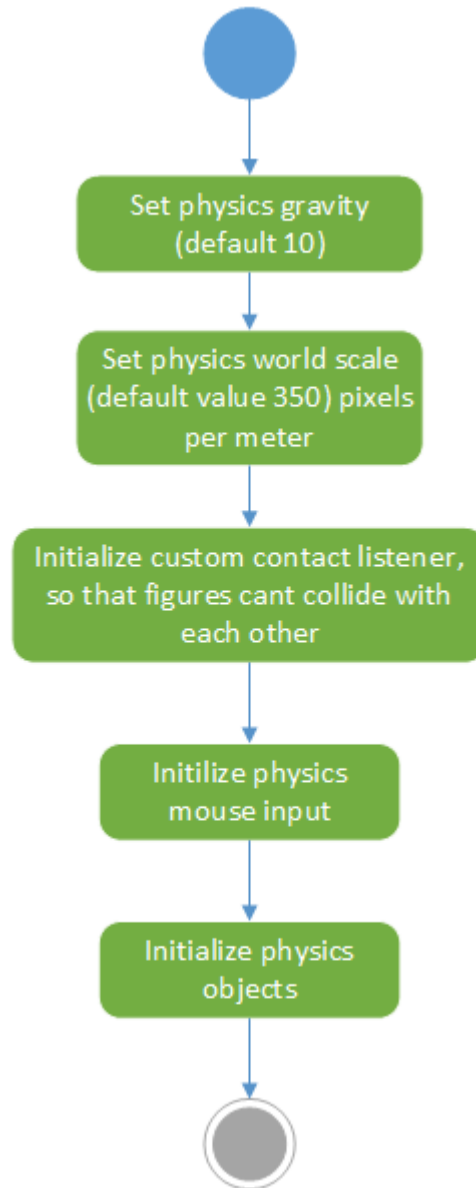 Set physics gravity
(default 10)
Set physics world scale
(default value 350) pixels
per meter
Initialize custom contact listener,
so that figures cant collide with
each other
Initilize physics
mouse input
Initialize physics
objects